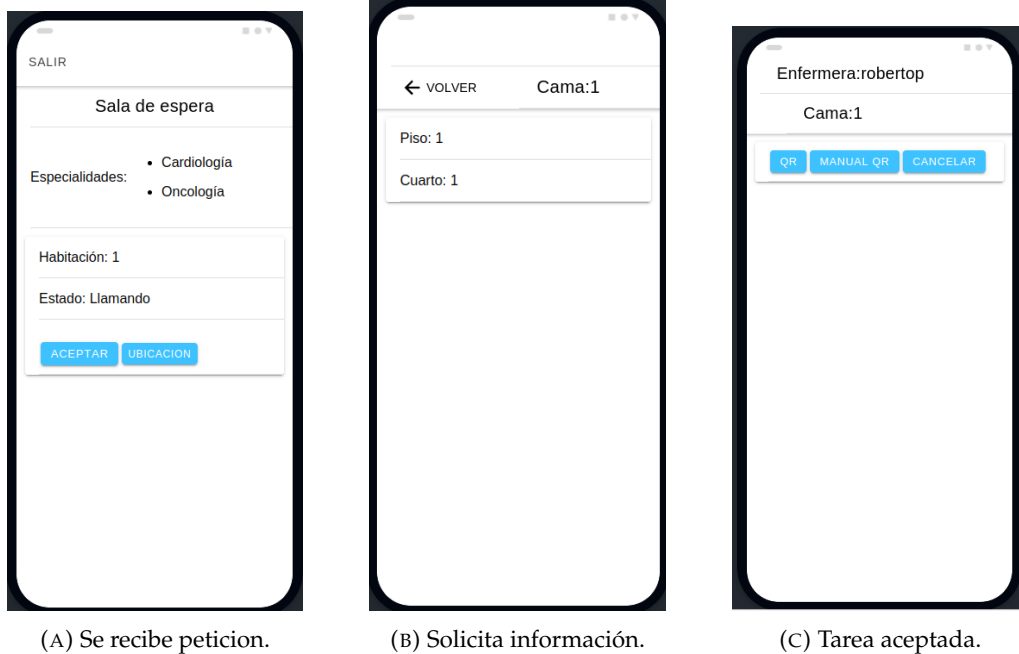 SALIR
Sala de espera
Especialidades:
• Cardiología
• Oncología
Habitación: 1
Estado: Llamando
ACEPTAR UBICACION
(A) Se recibe peticion.
VOLVER Cama:1
Piso: 1
Cuarto: 1
(B) Solicita información.
Enfermera:robertop
Cama:1
QR MANUAL QR CANCELAR
(C) Tarea aceptada.